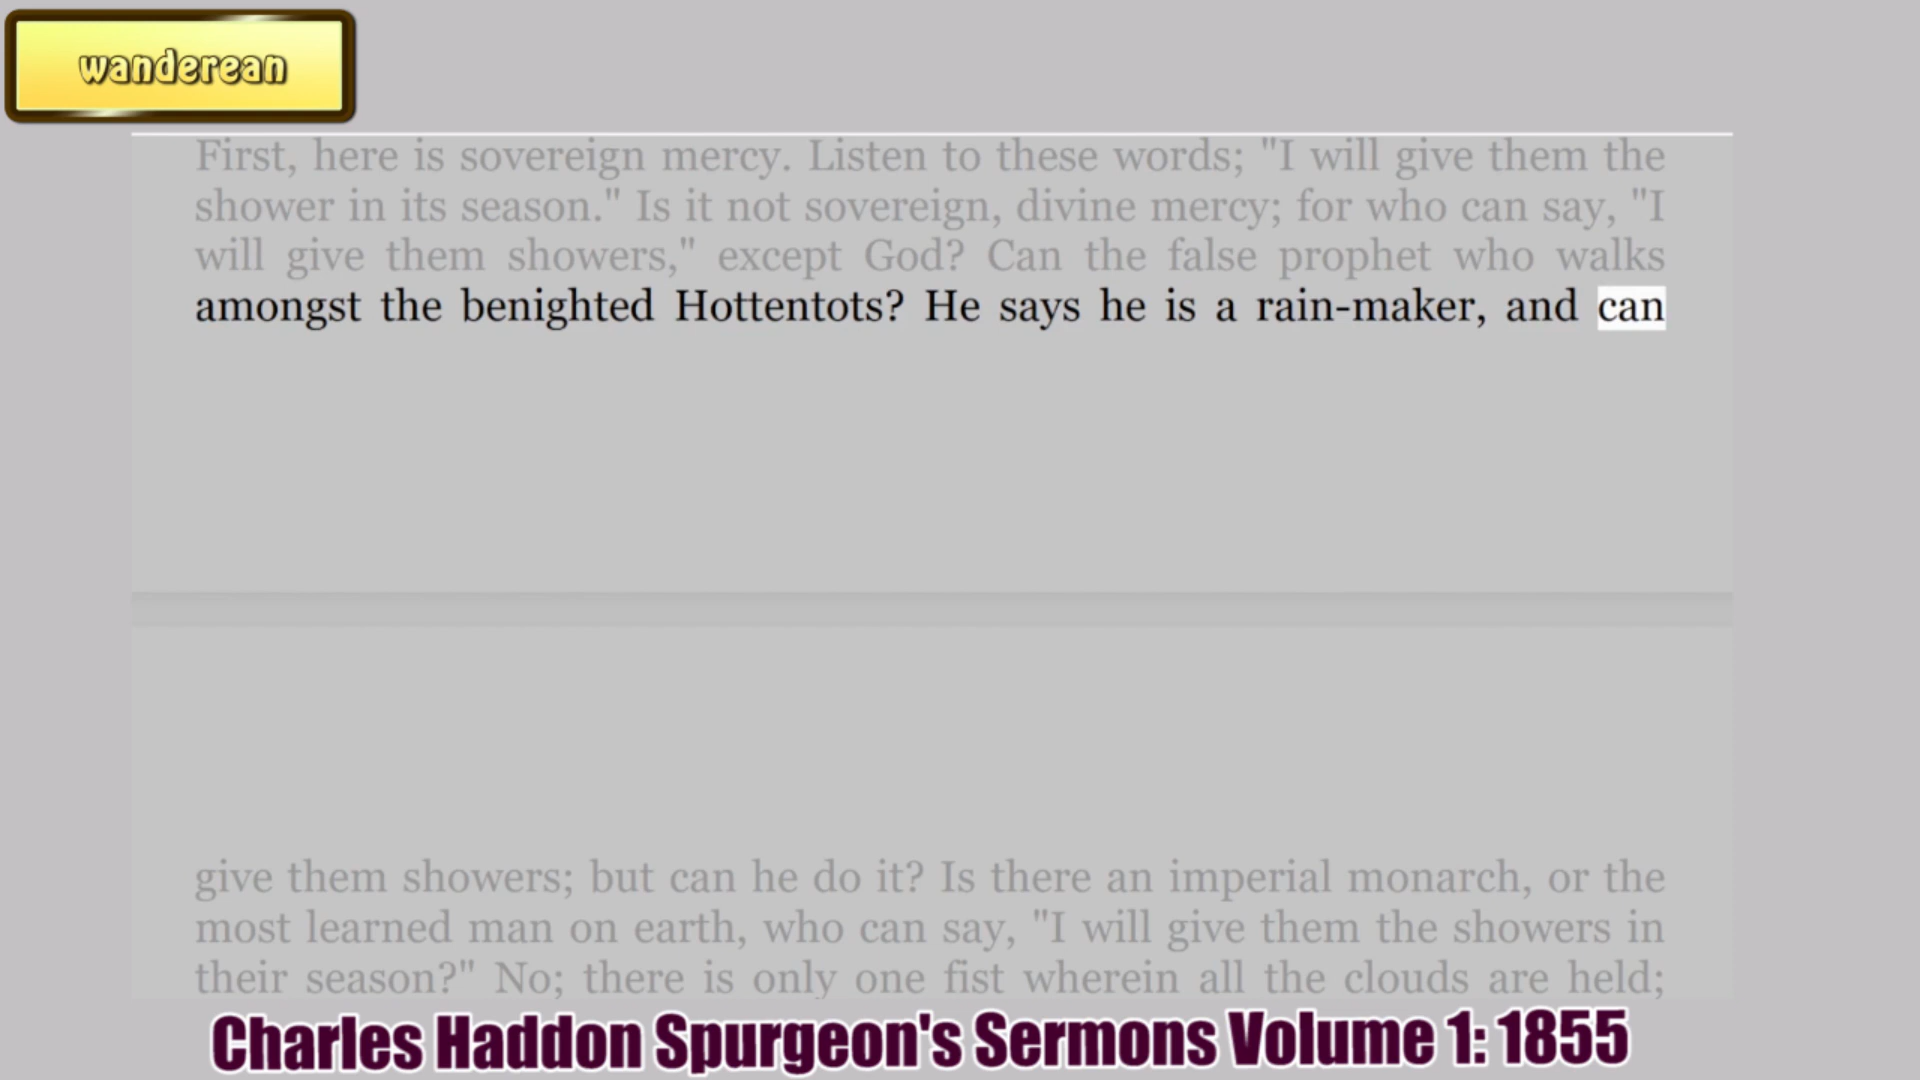 wanderean
First, here is sovereign mercy. Listen to these words; "I will give them the
shower in its season." Is it not sovereign, divine mercy; for who can say, "I
will give them showers," except God? Can the false prophet who walks
amongst the benighted Hottentots? He says he is a rain-maker, and can
give them showers; but can he do it? Is there an imperial monarch, or the
most learned man on earth, who can say, "I will give them the showers in
their season?" No; there is only one fist wherein all the clouds are held;
Charles Haddon Spurgeon's Sermons Volume 1: 1855